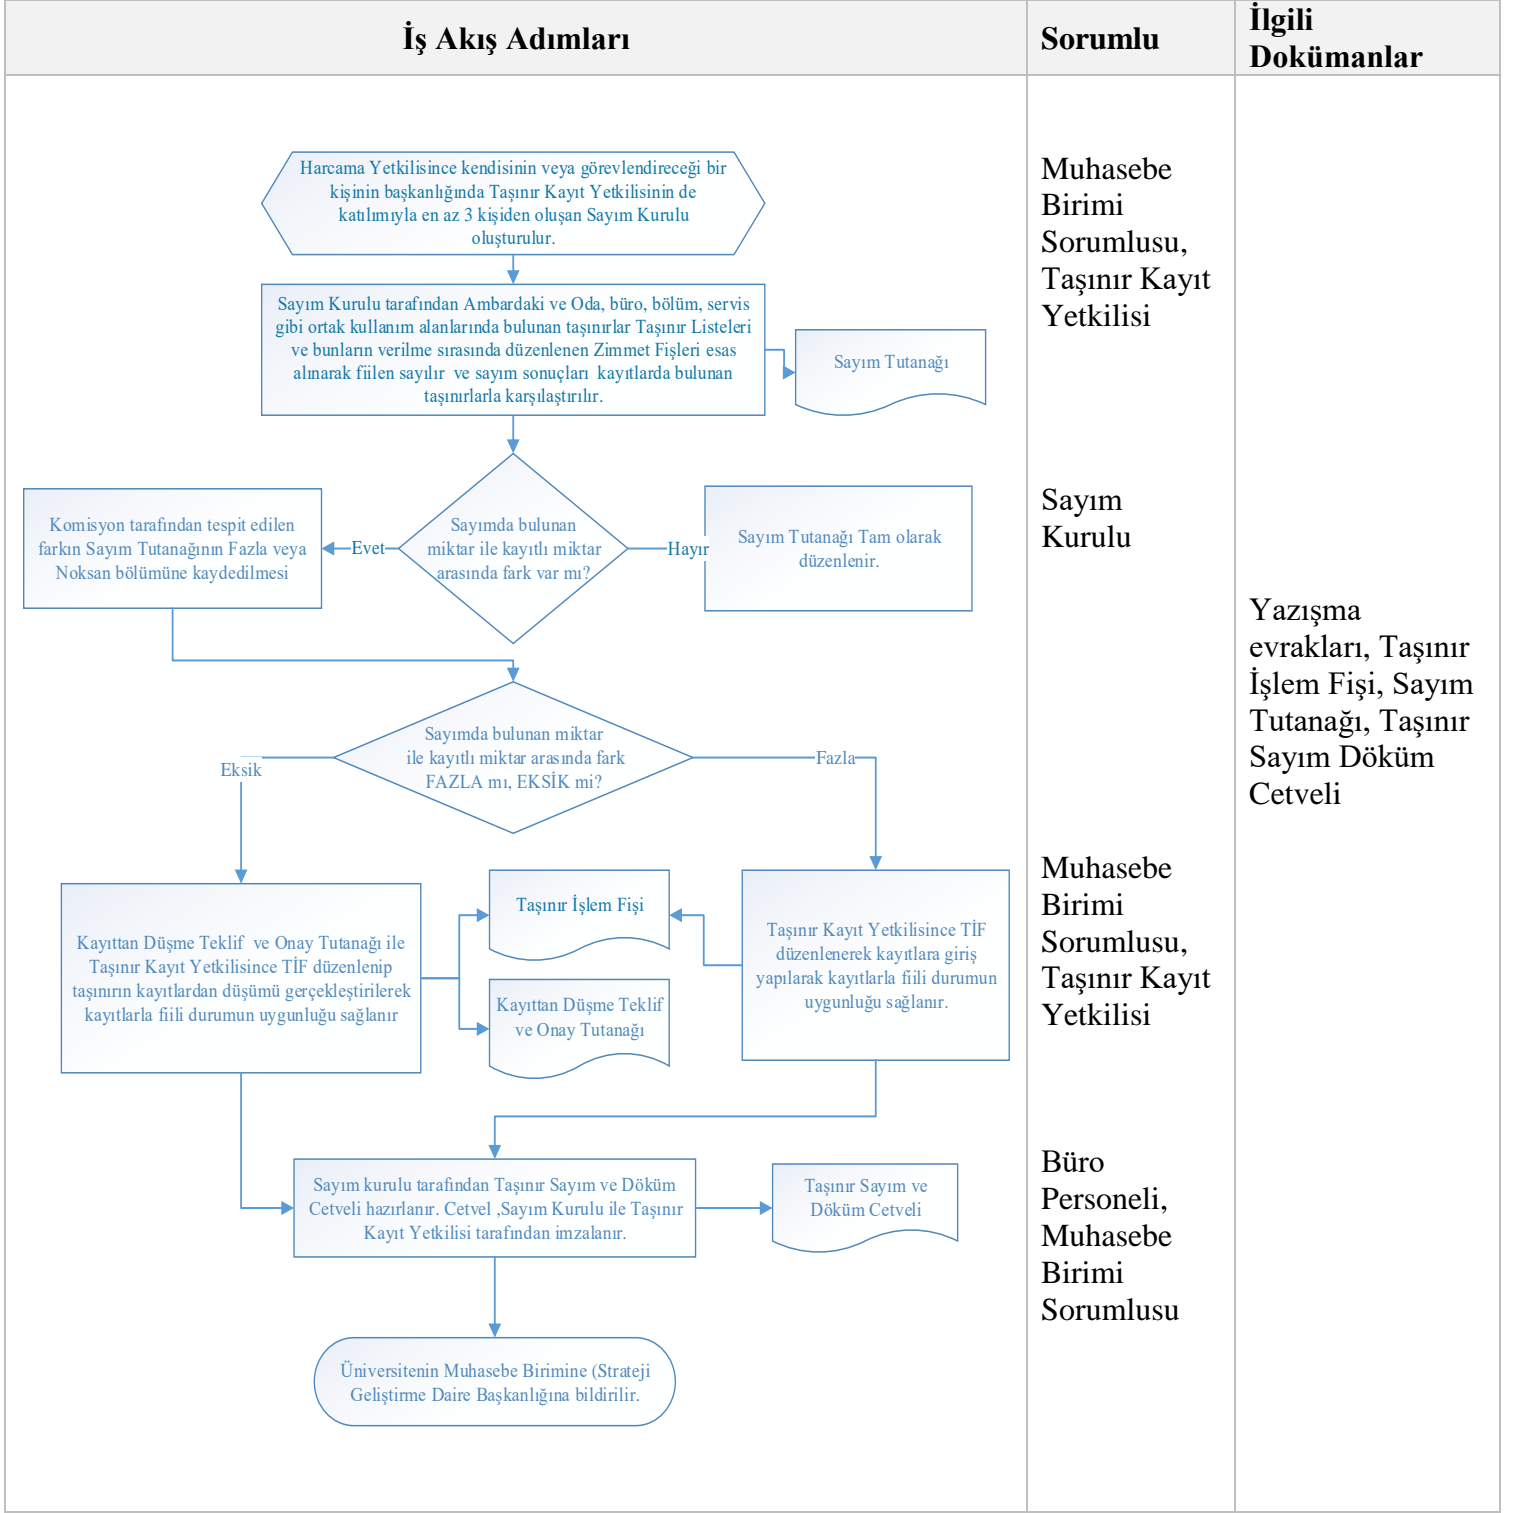 İş Akış Adımları
Sorumlu
İlgili
Dokümanlar
Harcama Yetkilisince kendisinin veya görevlendireceği bir
kişinin başkanlığında Taşınır Kayıt Yetkilisinin de
katılımıyla en az 3 kişiden oluşan Sayım Kurulu
oluşturulur.
Sayım Kurulu tarafından Ambardaki ve Oda, büro, bölüm, servis
gibi ortak kullanım alanlarında bulunan taşınırlar Taşınır Listeleri
ve bunların verilme sırasında düzenlenen Zimmet Fişleri esas
alınarak fiilen sayılır ve sayım sonuçları kayıtlarda bulunan
taşınırlarla karşılaştırılır.
Sayım Tutanağı
Sayımda bulunan
miktar ile kayıtlı miktar
arasında fark var mı?
Evet
Hayır
Komisyon tarafından tespit edilen
farkın Sayım Tutanağının Fazla veya
Noksan bölümüne kaydedilmesi
Sayım Tutanağı Tam olarak
düzenlenir.
Sayımda bulunan miktar
ile kayıtlı miktar arasında fark
FAZLA mı, EKSİK mi?
Eksik
Fazla
Kayıttan Düşme Teklif ve Onay Tutanağı ile
Taşınır Kayıt Yetkilisince TİF düzenlenip
taşınırın kayıtlardan düşümü gerçekleştirilerek
kayıtlarla fiili durumun uygunluğu sağlanır
Taşınır İşlem Fişi
Kayıttan Düşme Teklif
ve Onay Tutanağı
Taşınır Kayıt Yetkilisince TİF
düzenlenerek kayıtlara giriş
yapılarak kayıtlarla fiili durumun
uygunluğu sağlanır.
Sayım kurulu tarafından Taşınır Sayım ve Döküm
Cetveli hazırlanır. Cetvel ,Sayım Kurulu ile Taşınır
Kayıt Yetkilisi tarafından imzalanır.
Taşınır Sayım ve
Döküm Cetveli
Üniversitenin Muhasebe Birimine (Strateji
Geliştirme Daire Başkanlığına bildirilir.
Muhasebe
Birimi
Sorumlusu,
Taşınır Kayıt
Yetkilisi
Sayım
Kurulu
Muhasebe
Birimi
Sorumlusu,
Taşınır Kayıt
Yetkilisi
Büro
Personeli,
Muhasebe
Birimi
Sorumlusu
Yazışma
evrakları, Taşınır
İşlem Fişi, Sayım
Tutanağı, Taşınır
Sayım Döküm
Cetveli